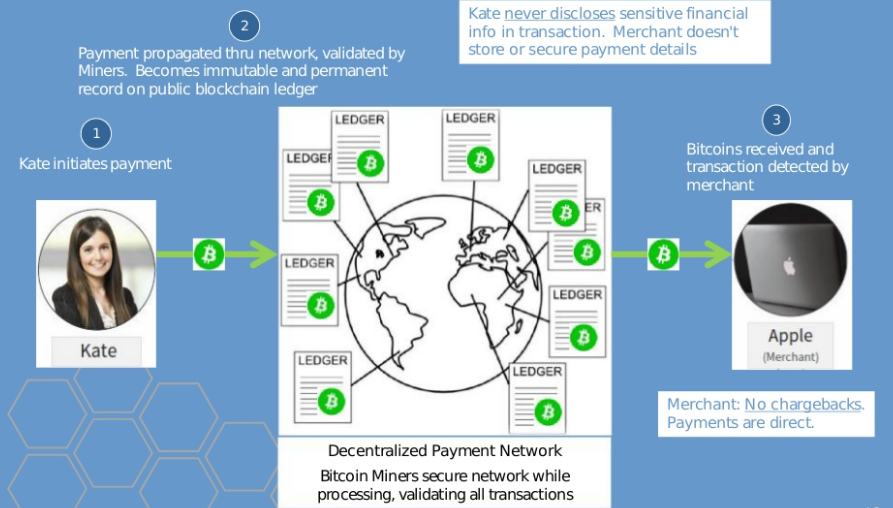 2
Kate never discloses sensitive financial
info in transaction. Merchant doesn't
store or secure payment details
Payment propagated thru network, validated by
Miners. Becomes immutable and permanent
record on public blockchain ledger
1
Kate initiates payment
3
Bitcoins received and
transaction detected by
merchant
LEDGER
LEDGER
LEDGER
LEDGER
ER
LEDGER
LEDGER
LEDGER
LEDGER
Kate
Apple
(Merchant)
Merchant: No chargebacks.
Payments are direct.
Decentralized Payment Network
Bitcoin Miners secure network while
processing, validating all transactions